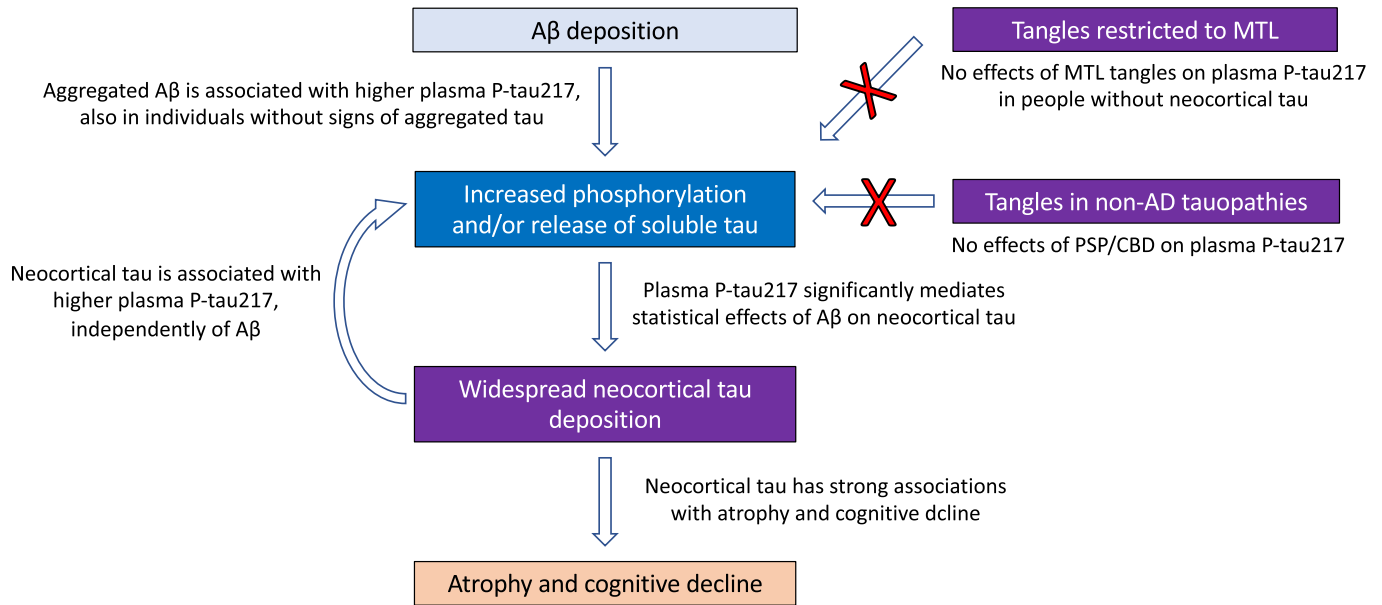 Aβ deposition
Tangles restricted to MTL
No effects of MTL tangles on plasma P-tau217
in people without neocortical tau
Aggregated Aβ is associated with higher plasma P-tau217,
also in individuals without signs of aggregated tau
Increased phosphorylation
and/or release of soluble tau
Tangles in non-AD tauopathies
No effects of PSP/CBD on plasma P-tau217
Neocortical tau is associated with
higher plasma P-tau217,
independently of Aβ
Plasma P-tau217 significantly mediates
statistical effects of Aβ on neocortical tau
Widespread neocortical tau
deposition
Neocortical tau has strong associations
with atrophy and cognitive dcline
Atrophy and cognitive decline